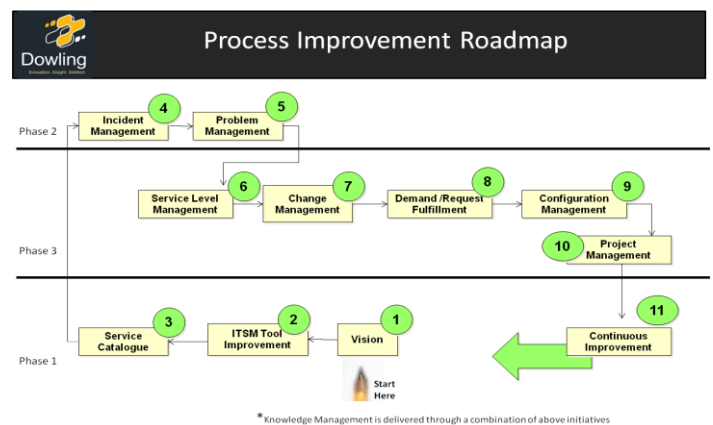 Dowling
Innovation. Insight. Intellect.
Process Improvement Roadmap
Phase 2
Incident
Management
4
Problem
Management
5
Phase 3
Service Level
Management
6
Change
Management
7
Demand /Request
Fulfillment
8
Configuration
Management
9
10
Project
Management
Phase 1
Service
Catalogue
3
ITSM Tool
Improvement
2
Vision
1
Start
Here
Continuous
Improvement
11
*Knowledge Management is delivered through a combination of above initiatives